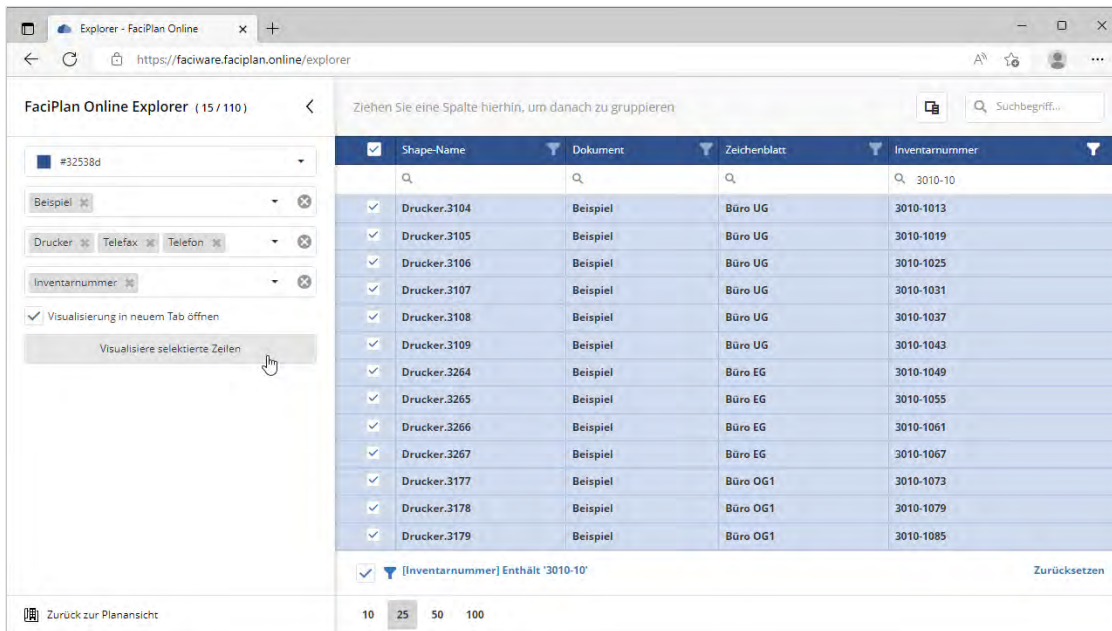 Explorer - FaciPlan Online
https://faciware.faciplan.online/explorer
FaciPlan Online Explorer (15/110)
#32538d
Beispiel
Drucker Telefax Telefon
Inventarnummer
Visualisierung in neuem Tab öffnen
Visualisiere selektierte Zeilen
Zurück zur Planansicht
Ziehen Sie eine Spalte hierhin, um danach zu gruppieren
Suchbegriff...
Shape-Name Dokument Zeichenblatt Inventarnummer
3010-10
Drucker.3104 Beispiel Büro UG 3010-1013
Drucker.3105 Beispiel Büro UG 3010-1019
Drucker.3106 Beispiel Büro UG 3010-1025
Drucker.3107 Beispiel Büro UG 3010-1031
Drucker.3108 Beispiel Büro UG 3010-1037
Drucker.3109 Beispiel Büro UG 3010-1043
Drucker.3264 Beispiel Büro EG 3010-1049
Drucker.3265 Beispiel Büro EG 3010-1055
Drucker.3266 Beispiel Büro EG 3010-1061
Drucker.3267 Beispiel Büro EG 3010-1067
Drucker.3177 Beispiel Büro OG1 3010-1073
Drucker.3178 Beispiel Büro OG1 3010-1079
Drucker.3179 Beispiel Büro OG1 3010-1085
[Inventarnummer] Enthält '3010-10' Zurücksetzen
10 25 50 100